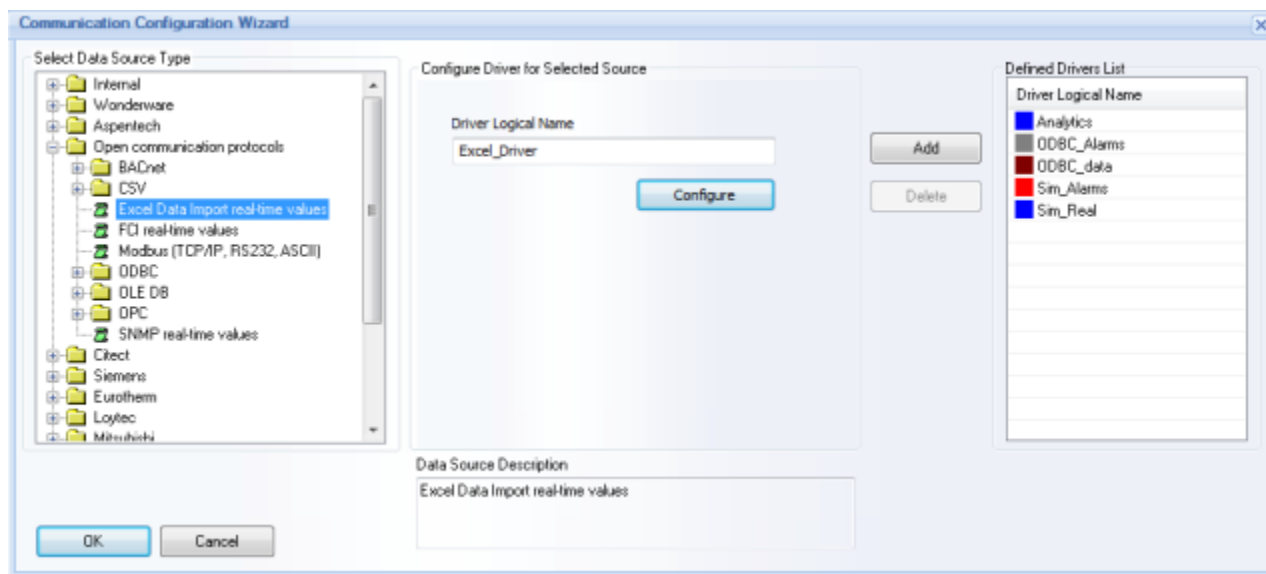 Communication Configuration Wizard
Select Data Source Type
Internal
Wonderware
Aspentech
Open communication protocols
BACnet
CSV
Excel Data Import real-time values
FCI real-time values
Modbus (TCP/IP, RS232, ASCII)
ODBC
OLE DB
OPC
SNMP real-time values
Citect
Siemens
Eurotherm
Loytec
Mitsubishi
OK
Cancel
Configure Driver for Selected Source
Driver Logical Name
Excel_Driver
Configure
Data Source Description
Excel Data Import real-time values
Add
Delete
Defined Drivers List
Driver Logical Name
Analytics
ODBC_Alarms
ODBC_data
Sim_Alarms
Sim_Real